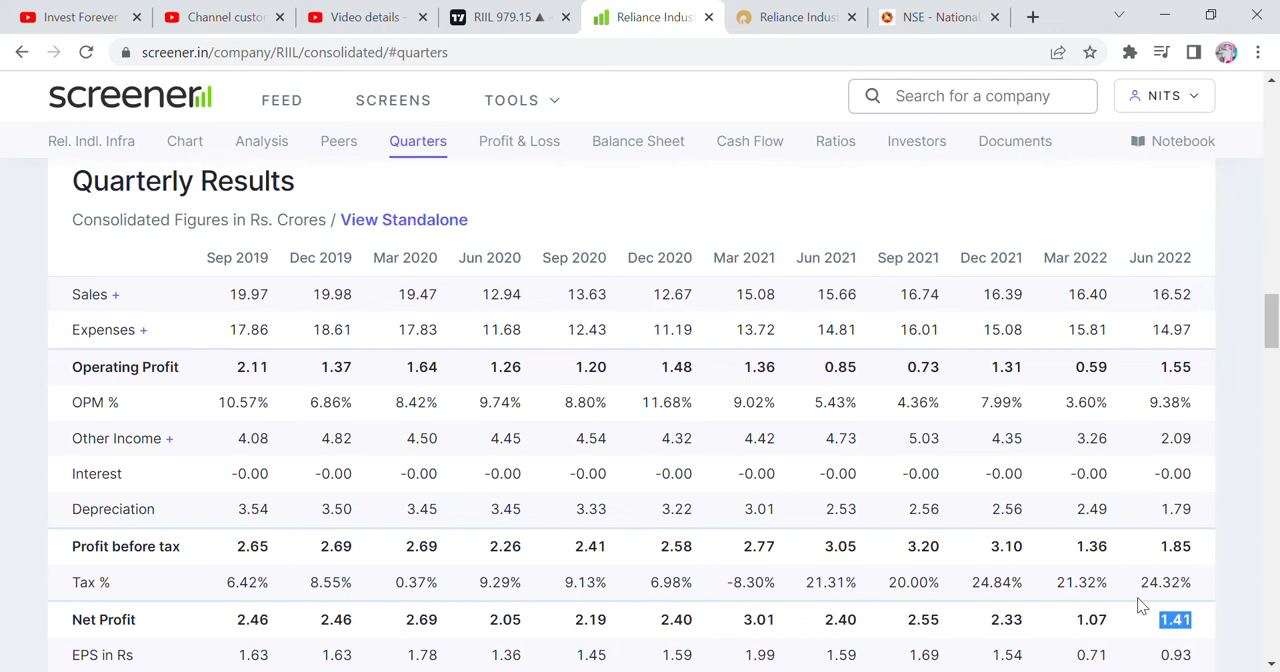 Invest Forever
Channel custo
Video details -
RIIL 979.15 ▲
Reliance Indus
Reliance Indus
NSE - National
screener.in/company/RIIL/consolidated/#quarters
screener
FEED SCREENS TOOLS
Search for a company
NITS
Rel. Indl. Infra Chart Analysis Peers Quarters Profit & Loss Balance Sheet Cash Flow Ratios Investors Documents Notebook
Quarterly Results
Consolidated Figures in Rs. Crores / View Standalone
Sep 2019 Dec 2019 Mar 2020 Jun 2020 Sep 2020 Dec 2020 Mar 2021 Jun 2021 Sep 2021 Dec 2021 Mar 2022 Jun 2022
Sales + 19.97 19.98 19.47 12.94 13.63 12.67 15.08 15.66 16.74 16.39 16.40 16.52
Expenses + 17.86 18.61 17.83 11.68 12.43 11.19 13.72 14.81 16.01 15.08 15.81 14.97
Operating Profit 2.11 1.37 1.64 1.26 1.20 1.48 1.36 0.85 0.73 1.31 0.59 1.55
OPM % 10.57% 6.86% 8.42% 9.74% 8.80% 11.68% 9.02% 5.43% 4.36% 7.99% 3.60% 9.38%
Other Income + 4.08 4.82 4.50 4.45 4.54 4.32 4.42 4.73 5.03 4.35 3.26 2.09
Interest -0.00 -0.00 -0.00 -0.00 -0.00 -0.00 -0.00 -0.00 -0.00 -0.00 -0.00 -0.00
Depreciation 3.54 3.50 3.45 3.45 3.33 3.22 3.01 2.53 2.56 2.56 2.49 1.79
Profit before tax 2.65 2.69 2.69 2.26 2.41 2.58 2.77 3.05 3.20 3.10 1.36 1.85
Tax % 6.42% 8.55% 0.37% 9.29% 9.13% 6.98% -8.30% 21.31% 20.00% 24.84% 21.32% 24.32%
Net Profit 2.46 2.46 2.69 2.05 2.19 2.40 3.01 2.40 2.55 2.33 1.07 1.41
EPS in Rs 1.63 1.63 1.78 1.36 1.45 1.59 1.99 1.59 1.69 1.54 0.71 0.93